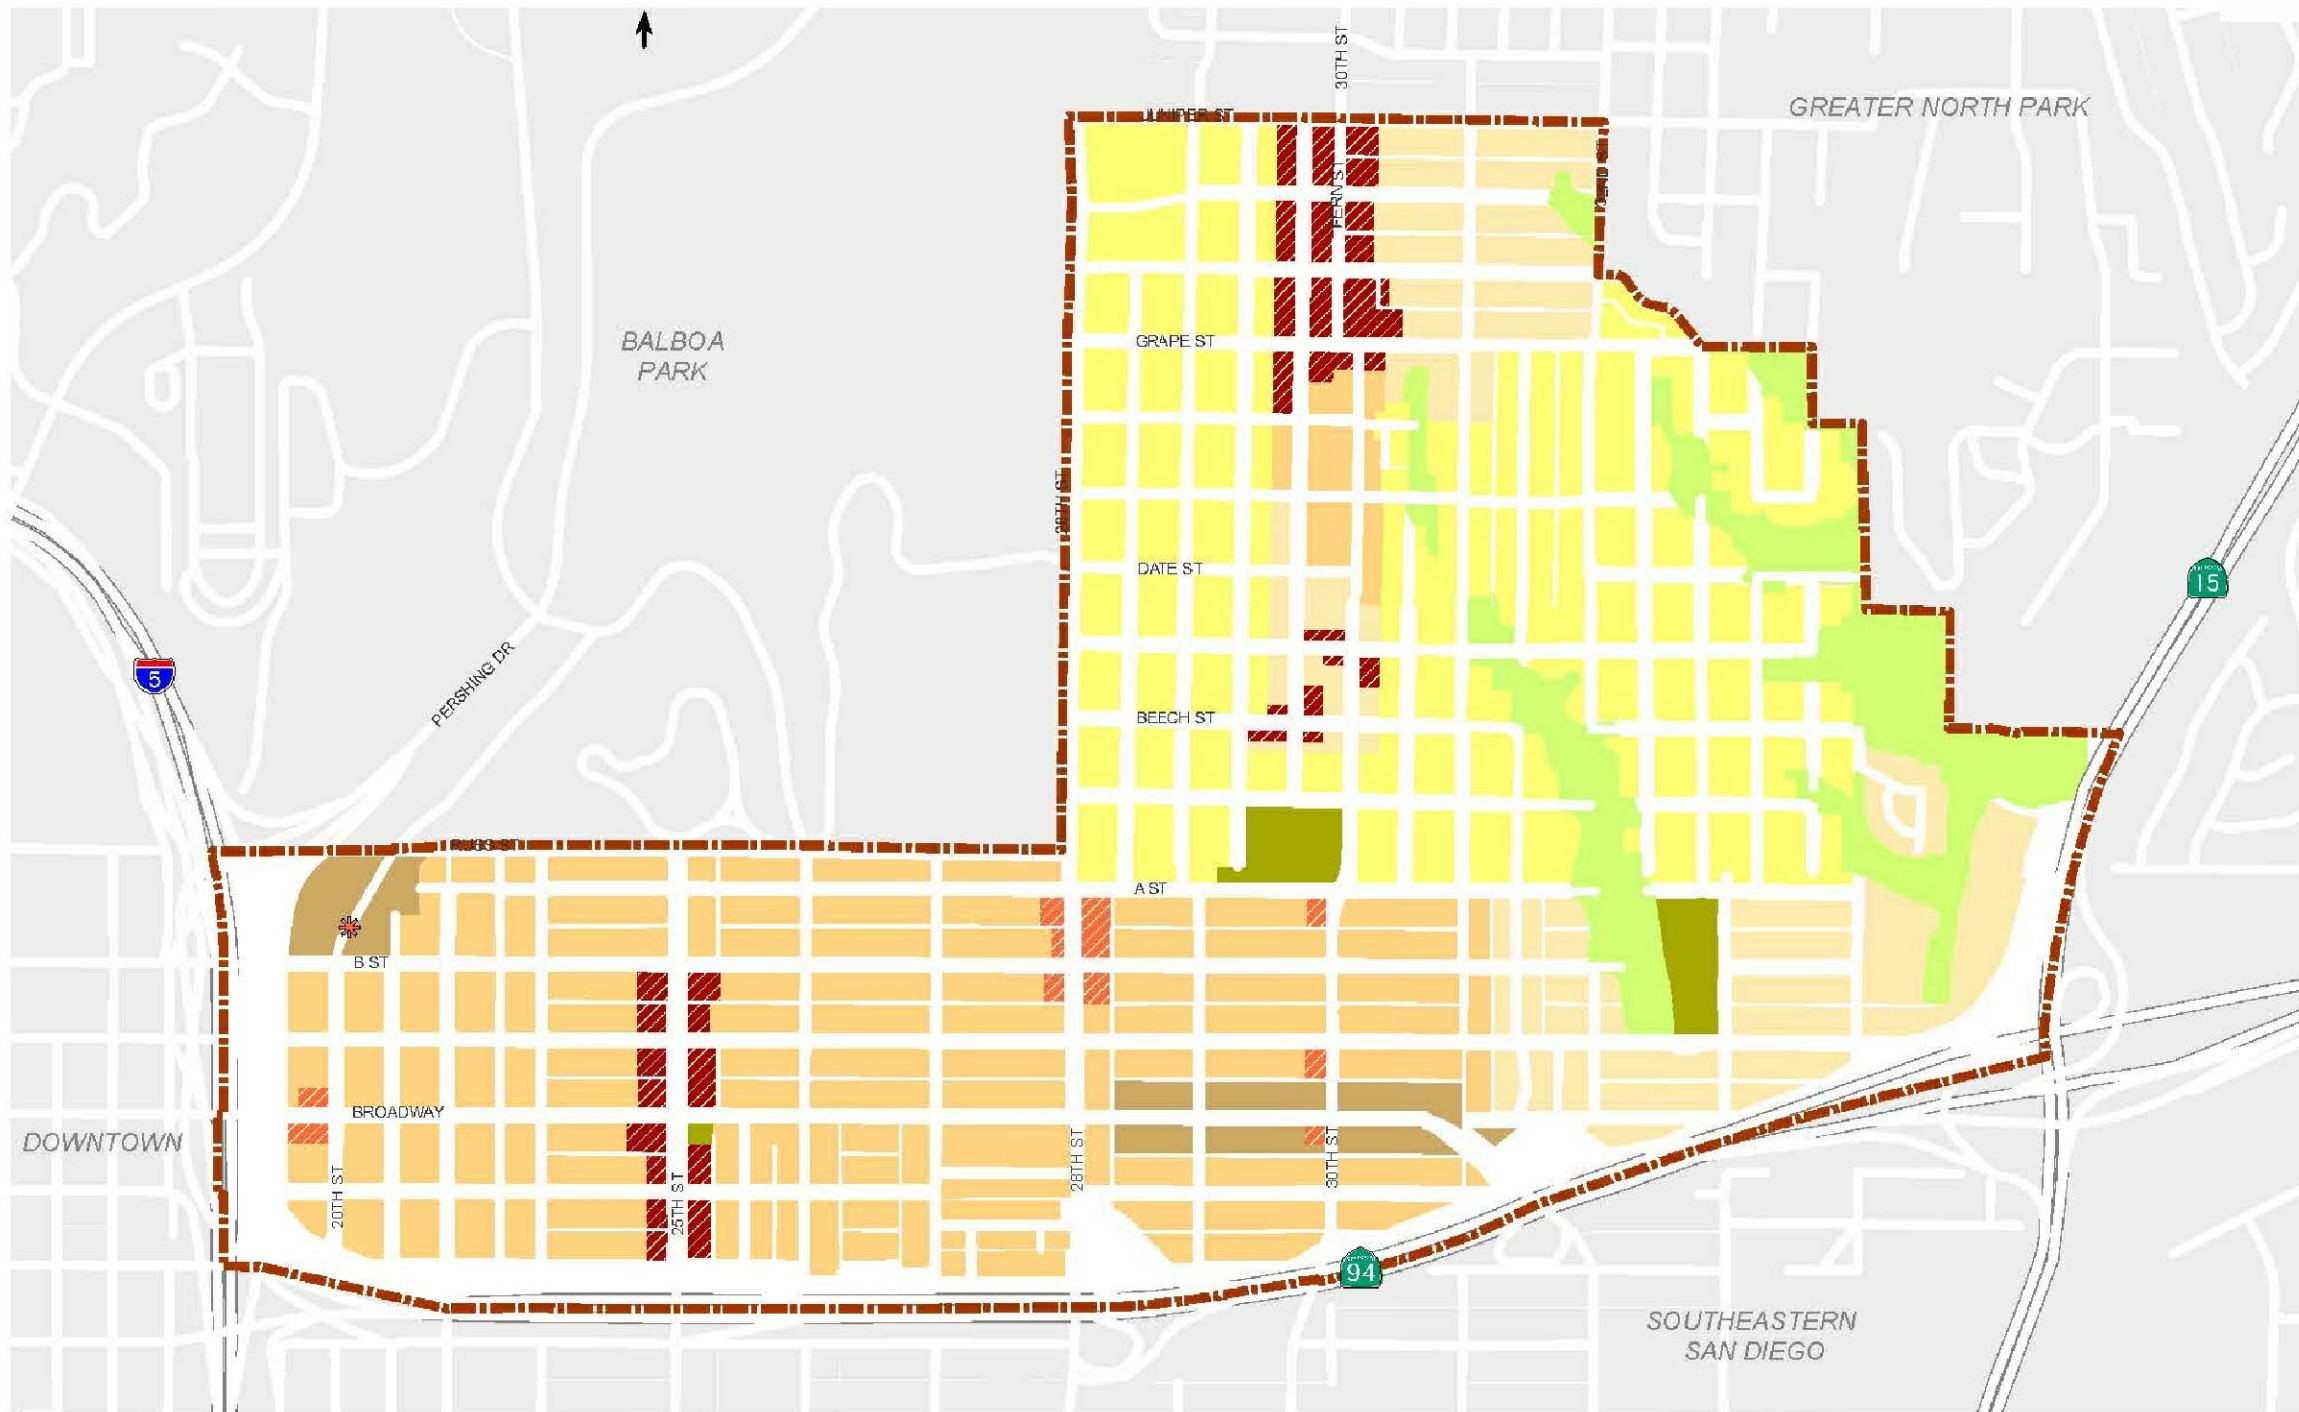 30TH ST
GREATER NORTH PARK
JUNIPER ST
FERN ST
32ND ST
BALBOA
PARK
GRAPE ST
28TH ST
DATE ST
15
5
PERSHING DR
BEECH ST
RUSS ST
A ST
B ST
BROADWAY
DOWNTOWN
20TH ST
25TH ST
28TH ST
30TH ST
94
SOUTHEASTERN
SAN DIEGO